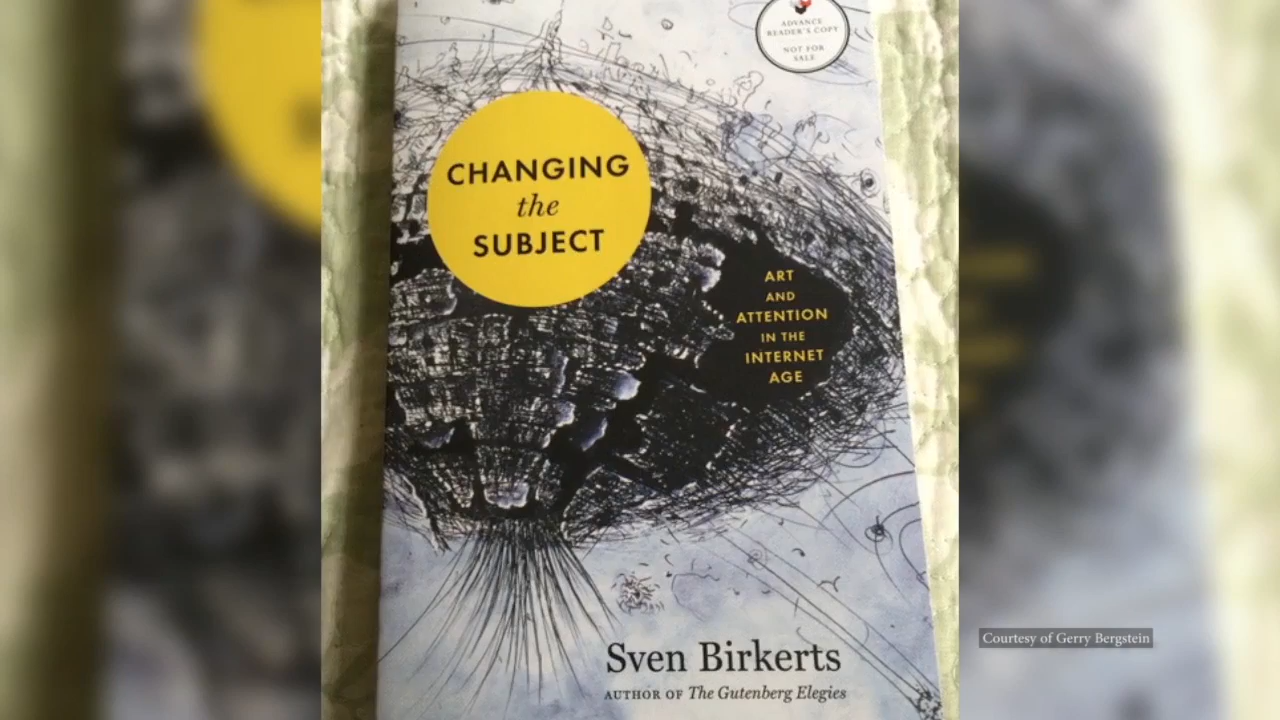 ADVANCE
READER'S COPY
NOT FOR
SALE
CHANGING
the
SUBJECT
ART
AND
ATTENTION
IN THE
INTERNET
AGE
Sven Birkerts
AUTHOR OF The Gutenberg Elegies
Courtesy of Gerry Bergstein